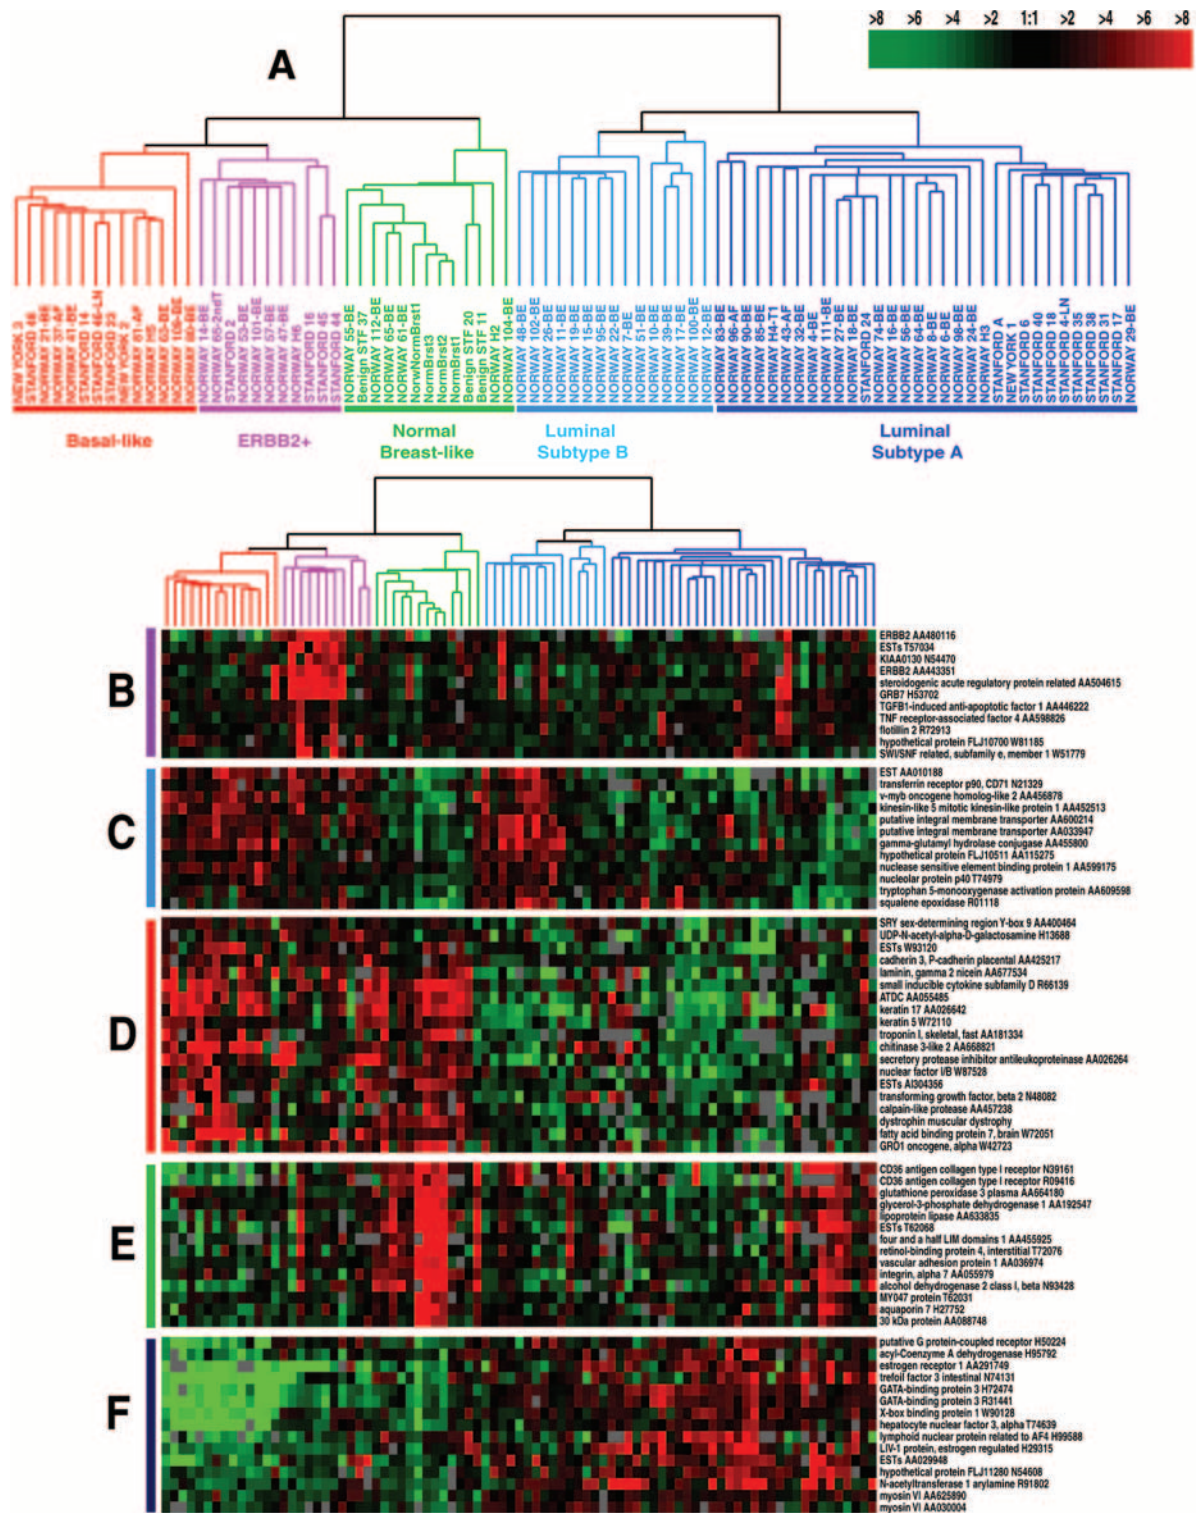 >8 >6 >4 >2 1:1 >2 >4 >6 >8
A
NEW YORK 3
STANFORD 48
NORWAY 21-BE
NORWAY 37-AF
NORWAY 1-BE
STANFORD 14
STANFORD 46-LN
STANFORD 23
NEW YORK 2
NORWAY 81-AF
NORWAY H5
NORWAY 63-BE
NORWAY 109-BE
NORWAY 80-BE
NORWAY 14-BE
NORWAY 65-2ndT
STANFORD 2
NORWAY 53-BE
NORWAY 101-BE
NORWAY 57-BE
NORWAY 47-BE
NORWAY H6
STANFORD 15
STANFORD 45
STANFORD 44
NORWAY 55-BE
Benign STF 37
NORWAY 112-BE
NORWAY 65-BE
NORWAY 61-BE
NorwNormBrst1
NormBrst3
NormBrst2
NormBrst1
Benign STF 20
Benign STF 11
NORWAY H2
NORWAY 104-BE
NORWAY 48-BE
NORWAY 102-BE
NORWAY 26-BE
NORWAY 11-BE
NORWAY 19-BE
NORWAY 15-BE
NORWAY 95-BE
NORWAY 22-BE
NORWAY 7-BE
NORWAY 51-BE
NORWAY 10-BE
NORWAY 39-BE
NORWAY 17-BE
NORWAY 100-BE
NORWAY 12-BE
NORWAY 83-BE
NORWAY 96-AF
NORWAY 90-BE
NORWAY 85-BE
NORWAY H4-T1
NORWAY 43-AF
NORWAY 32-BE
NORWAY 4-BE
NORWAY 111-BE
NORWAY 27-BE
NORWAY 18-BE
STANFORD 24
NORWAY 74-BE
NORWAY 16-BE
NORWAY 56-BE
NORWAY 64-BE
NORWAY 8-BE
NORWAY 6-BE
NORWAY 98-BE
NORWAY 24-BE
NORWAY H3
STANFORD A
NEW YORK 1
STANFORD 6
STANFORD 40
STANFORD 18
STANFORD 4-LN
STANFORD 35
STANFORD 38
STANFORD 31
STANFORD 17
NORWAY 29-BE
Basal-like
ERBB2+
Normal
Breast-like
Luminal
Subtype B
Luminal
Subtype A
B
ERBB2 AA480116
ESTs T57034
KIAA0130 N54470
ERBB2 AA443351
steroidogenic acute regulatory protein related AA504615
GRB7 H53702
TGFB1-induced anti-apoptotic factor 1 AA446222
TNF receptor-associated factor 4 AA598826
flotillin 2 R72913
hypothetical protein FLJ10700 W81185
SWI/SNF related, subfamily e, member 1 W51779
C
EST AA010188
transferrin receptor p90, CD71 N21329
v-myb oncogene homolog-like 2 AA456878
kinesin-like 5 mitotic kinesin-like protein 1 AA452513
putative integral membrane transporter AA600214
putative integral membrane transporter AA033947
gamma-glutamyl hydrolase conjugase AA455800
hypothetical protein FLJ10511 AA115275
nuclease sensitive element binding protein 1 AA599175
nucleolar protein p40 T74979
tryptophan 5-monooxygenase activation protein AA609598
squalene epoxidase R01118
D
SRY sex-determining region Y-box 9 AA400464
UDP-N-acetyl-alpha-D-galactosamine H13688
ESTs W93120
cadherin 3, P-cadherin placental AA425217
laminin, gamma 2 nicein AA677534
small inducible cytokine subfamily D R66139
ATDC AA055485
keratin 17 AA026642
keratin 5 W72110
troponin I, skeletal, fast AA181334
chitinase 3-like 2 AA668821
secretory protease inhibitor antileukoproteinase AA026264
nuclear factor I/B W87528
ESTs AI304356
transforming growth factor, beta 2 N48082
calpain-like protease AA457238
dystrophin muscular dystrophy
fatty acid binding protein 7, brain W72051
GRO1 oncogene, alpha W42723
E
CD36 antigen collagen type I receptor N39161
CD36 antigen collagen type I receptor R09416
glutathione peroxidase 3 plasma AA664180
glycerol-3-phosphate dehydrogenase 1 AA192547
lipoprotein lipase AA633835
ESTs T62068
four and a half LIM domains 1 AA455925
retinol-binding protein 4, interstitial T72076
vascular adhesion protein 1 AA036974
integrin, alpha 7 AA055979
alcohol dehydrogenase 2 class I, beta N93428
MY047 protein T62031
aquaporin 7 H27752
30 kDa protein AA088748
F
putative G protein-coupled receptor H50224
acyl-Coenzyme A dehydrogenase H95792
estrogen receptor 1 AA291749
trefoil factor 3 intestinal N74131
GATA-binding protein 3 H72474
GATA-binding protein 3 R31441
X-box binding protein 1 W90128
hepatocyte nuclear factor 3, alpha T74639
lymphoid nuclear protein related to AF4 H99588
LIV-1 protein, estrogen regulated H29315
ESTs AA029948
hypothetical protein FLJ11280 N54608
N-acetyltransferase 1 arylamine R91802
myosin VI AA625890
myosin VI AA030004